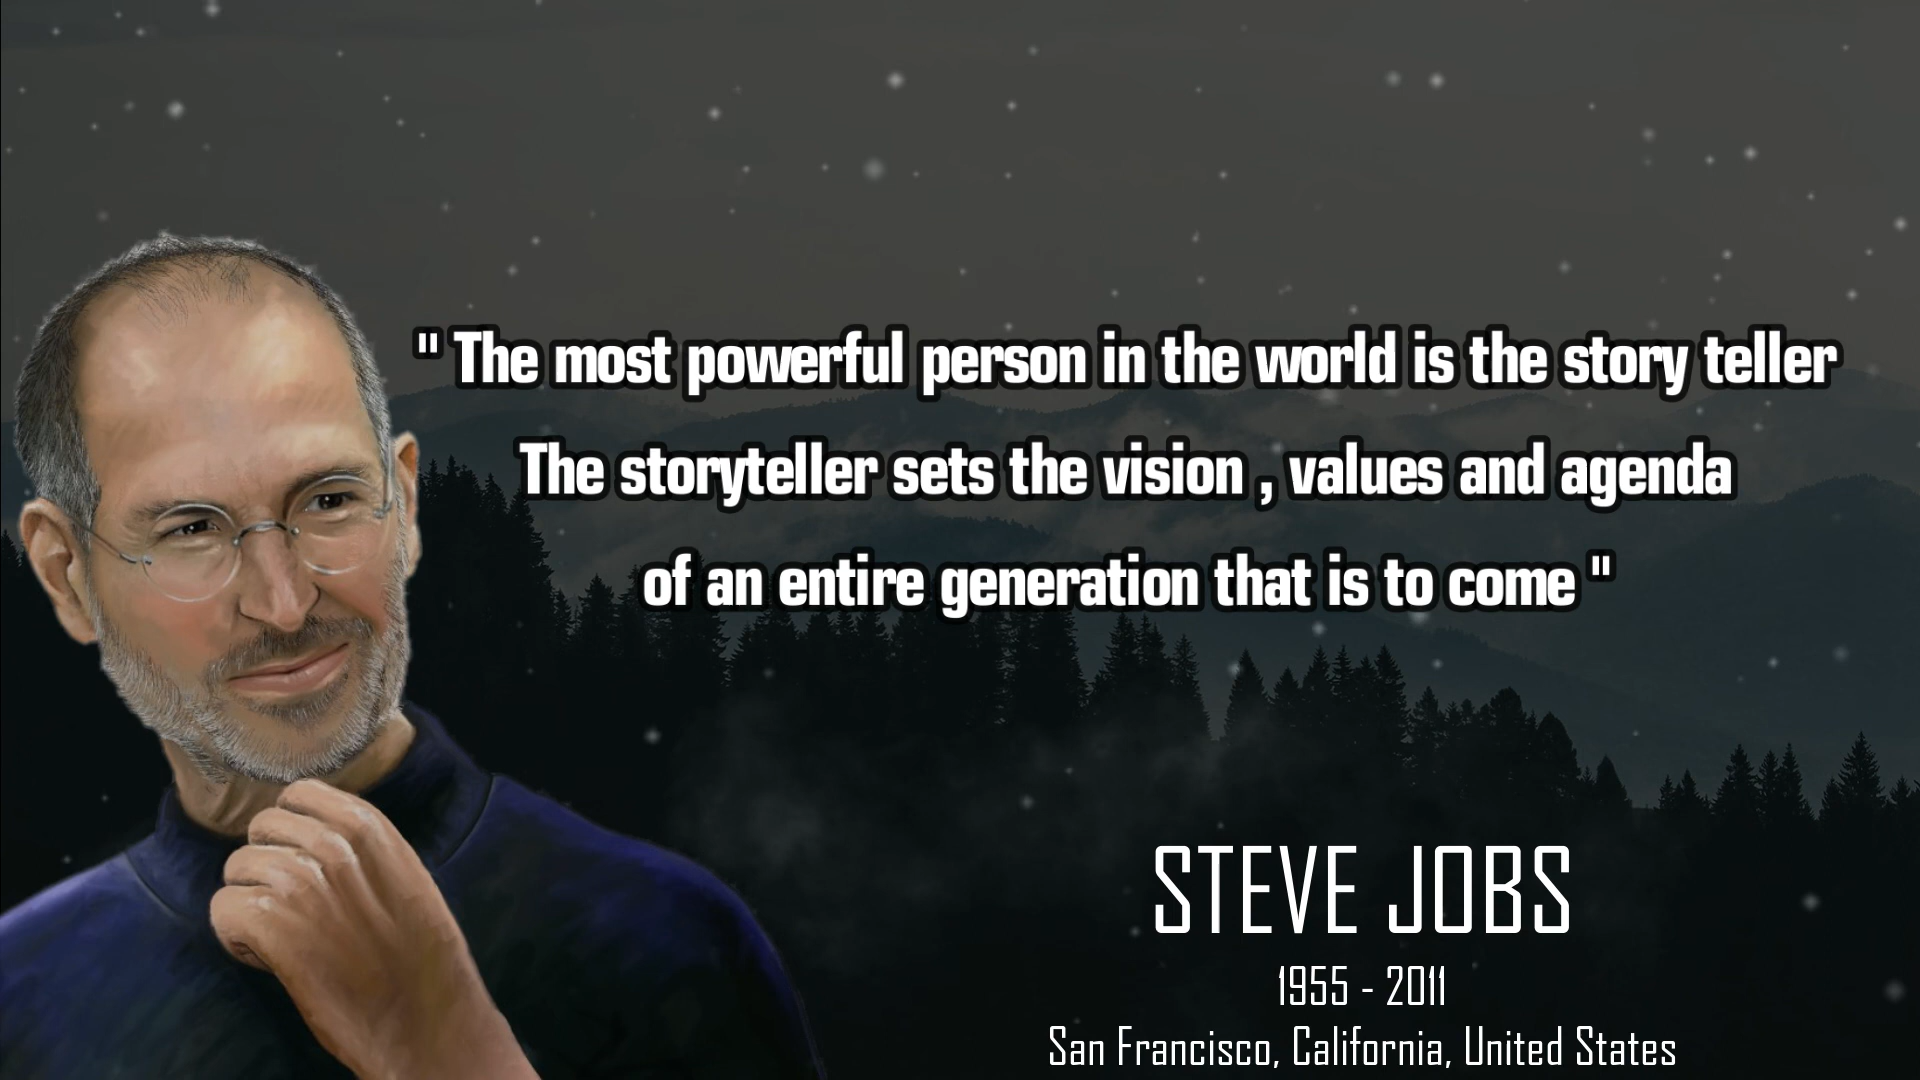 " The most powerful person in the world is the story teller
The storyteller sets the vision , values and agenda
of an entire generation that is to come "
STEVE JOBS
1955 - 2011
San Francisco, California, United States